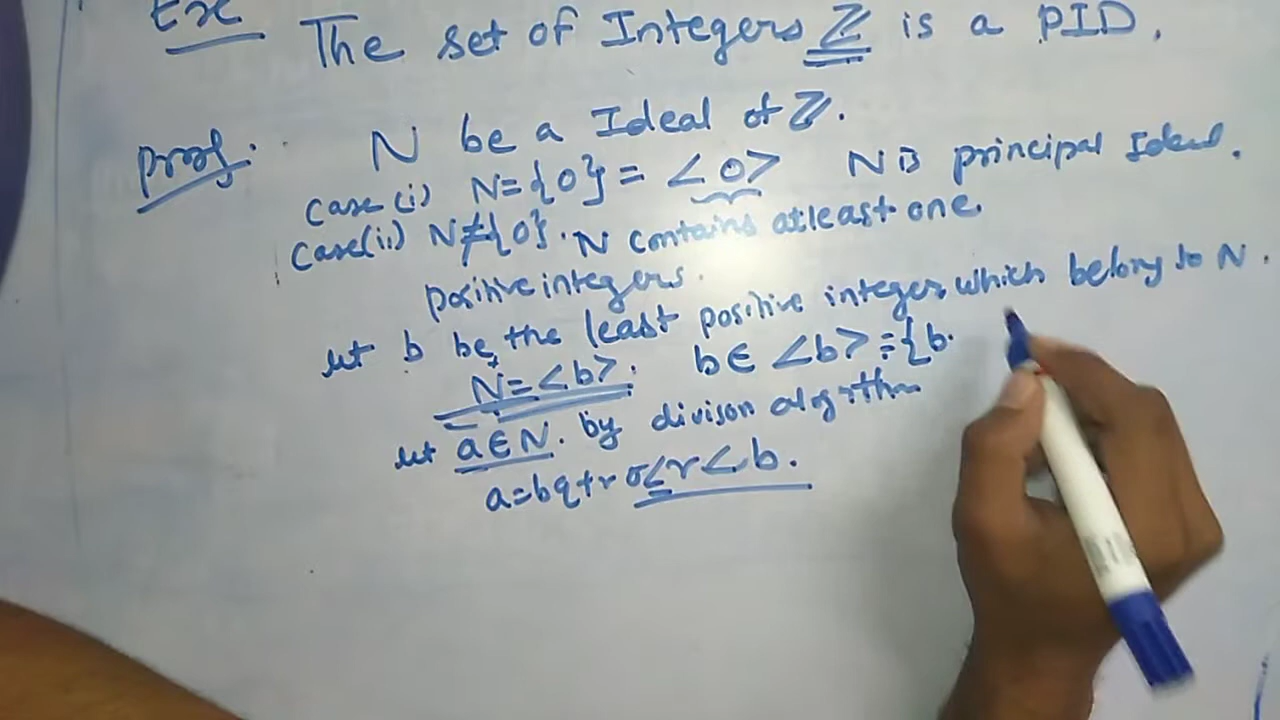 Ex
The set of Integers ℤ is a PID.
Proof. N be a Ideal of ℤ.
Case(i) N={0}=<0> N is principal Ideal.
Case(ii) N≠{0}. N contains atleast one.
positive integers.
let b be the least positive integer which belong to N.
N=<b>. b∈ <b> = {b.
let a∈N. by divison algorthm
a=bq+r 0≤r<b.